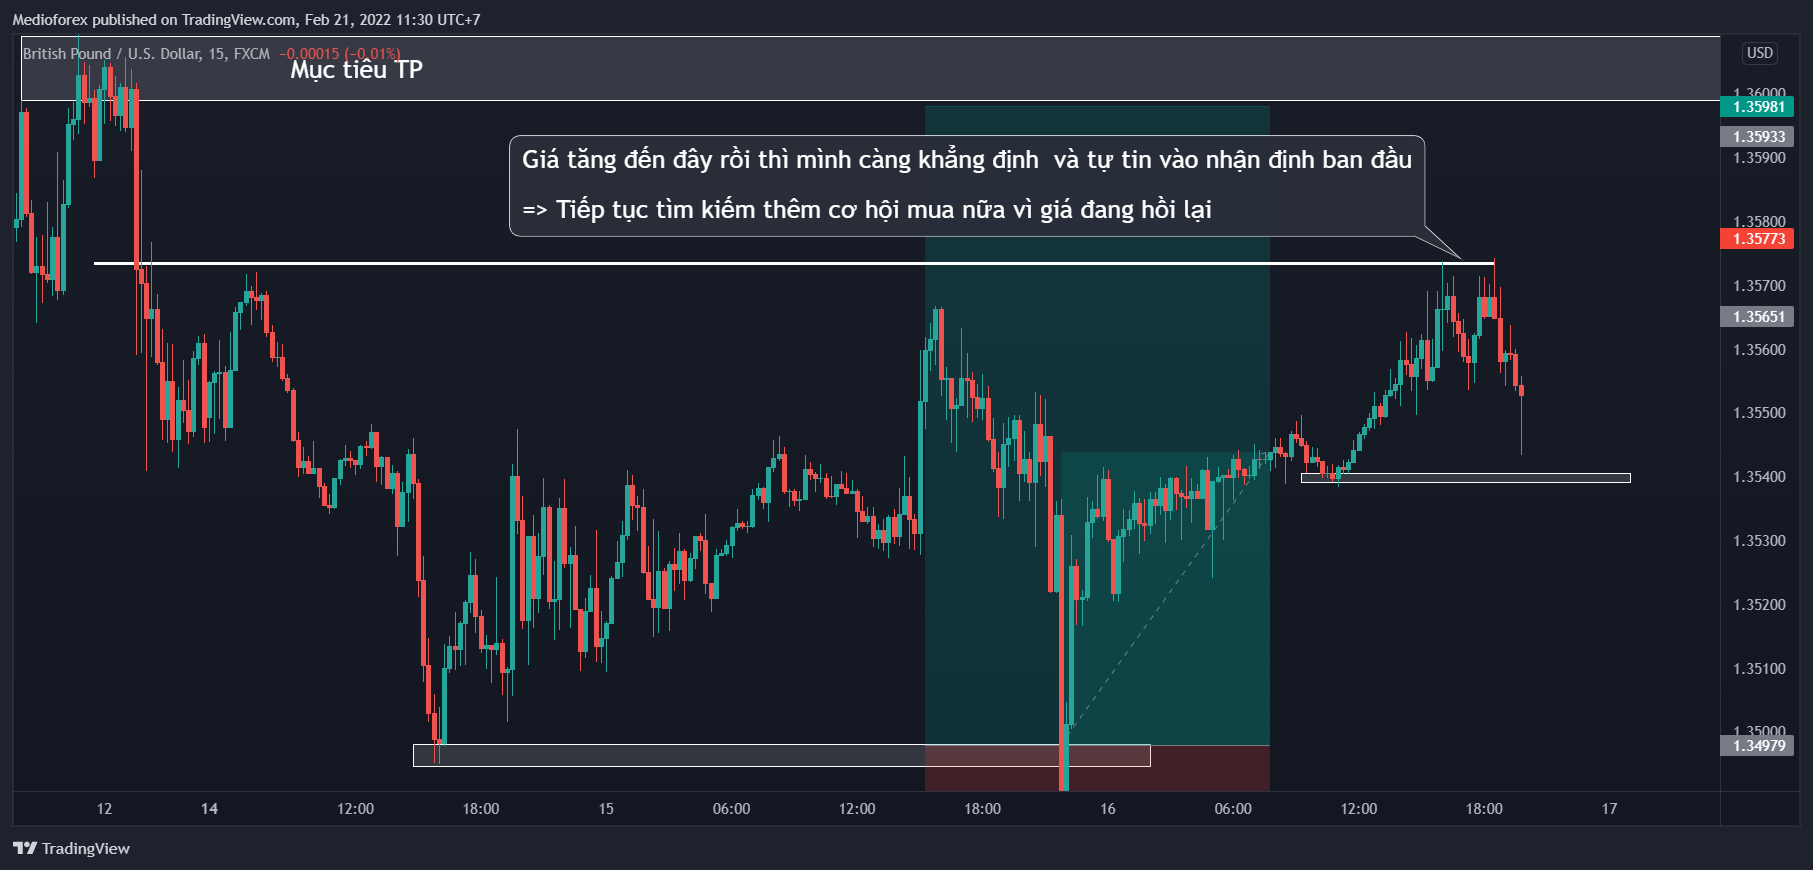 Medioforex published on TradingView.com, Feb 21, 2022 11:30 UTC+7
British Pound / U.S. Dollar, 15, FXCM −0.00015 (−0.01%)
USD
Mục tiêu TP
1.36000
1.35981
1.35933
Giá tăng đến đây rồi thì mình càng khẳng định  và tự tin vào nhận định ban đầu
1.35900
=> Tiếp tục tìm kiếm thêm cơ hội mua nữa vì giá đang hồi lại
1.35800
1.35773
1.35700
1.35651
1.35600
1.35500
1.35400
1.35300
1.35200
1.35100
1.35000
1.34979
12 14 12:00 18:00 15 06:00 12:00 18:00 16 06:00 12:00 18:00 17
TradingView